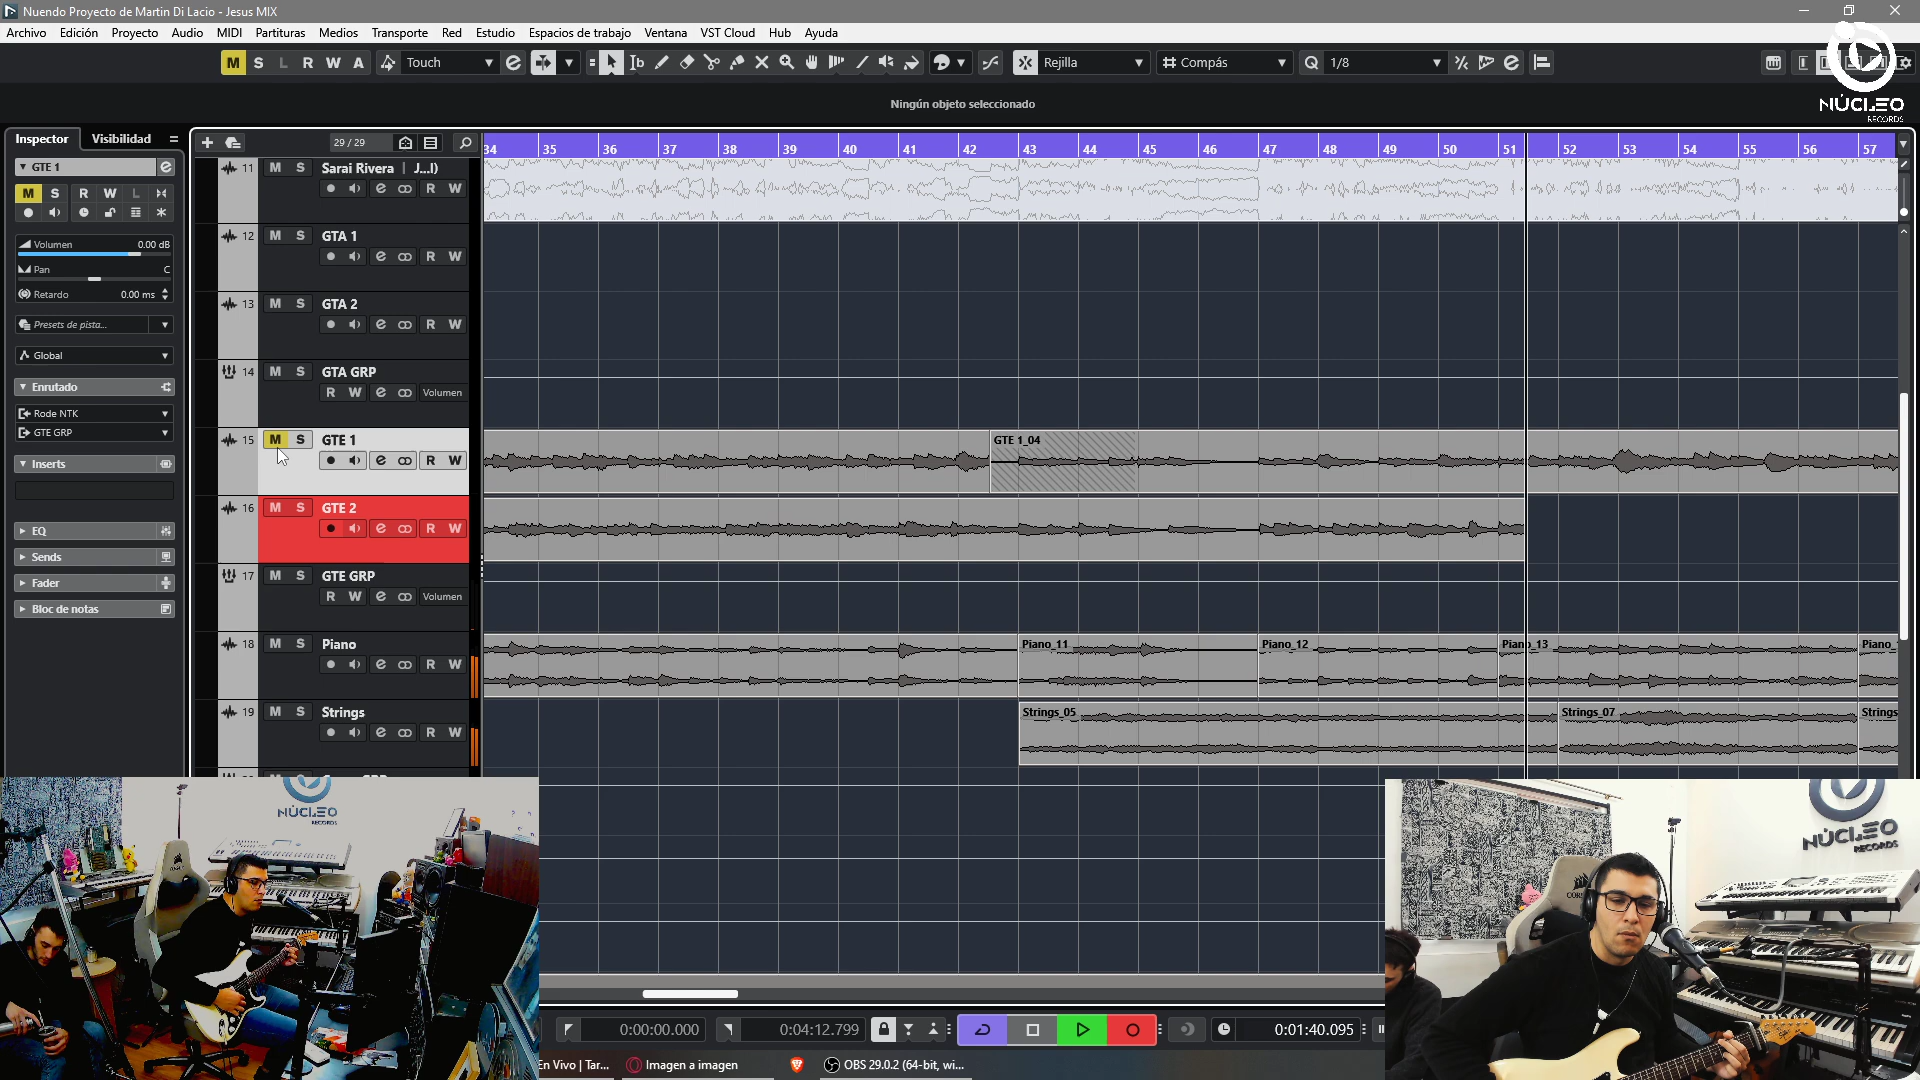 Nuendo Proyecto de Martin Di Lacio - Jesus MIX
Archivo Edición Proyecto Audio MIDI Partituras Medios Transporte Red Estudio Espacios de trabajo Ventana VST Cloud Hub Ayuda
M S L R W A Touch Rejilla Compás Q 1/8
NÚCLEO
RECORDS
Ningún objeto seleccionado
Inspector Visibilidad 29 / 29
34 35 36 37 38 39 40 41 42 43 44 45 46 47 48 49 50 51 52 53 54 55 56 57
GTE 1
M S R W L
Volumen 0.00 dB
Pan C
Retardo 0.00 ms
Presets de pista...
Global
Enrutado
Rode NTK
GTE GRP
Inserts
EQ
Sends
Fader
Bloc de notas
11 M S Sarai Rivera | J...l)
R W
12 M S GTA 1
R W
13 M S GTA 2
R W
14 M S GTA GRP
R W Volumen
15 M S GTE 1
R W
GTE 1_04
16 M S GTE 2
R W
17 M S GTE GRP
R W Volumen
18 M S Piano
R W
Piano_11 Piano_12 Piano_13 Piano_
19 M S Strings
R W
Strings_05 Strings_07 Strings
NÚCLEO
RECORDS
NÚCLEO
RECORDS
0:00:00.000 0:04:12.799 0:01:40.095
En Vivo | Tar... Imagen a imagen OBS 29.0.2 (64-bit, wi...